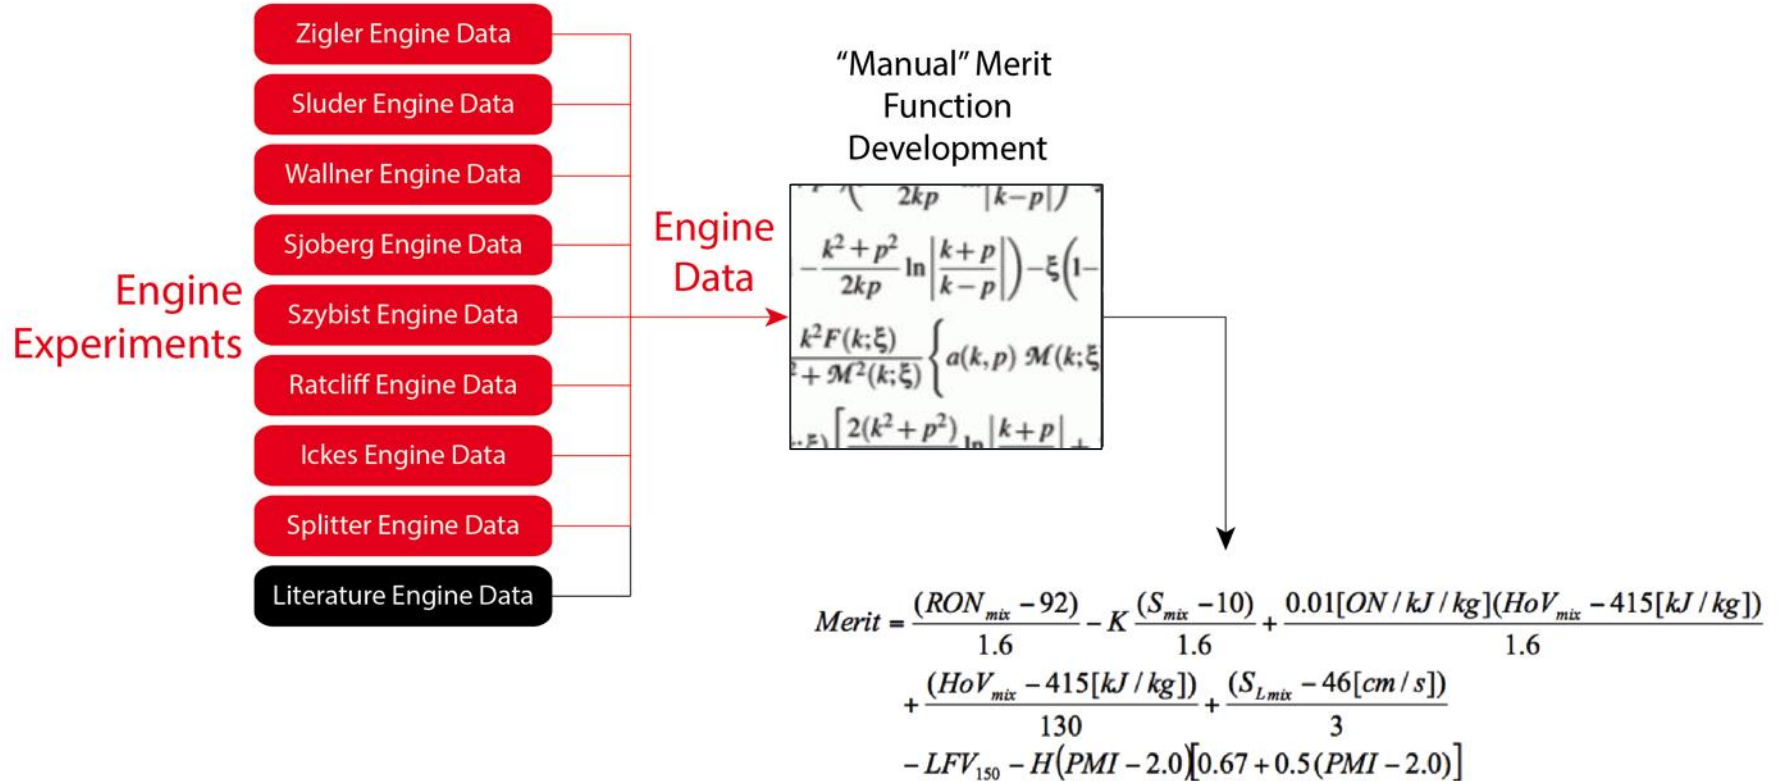 Zigler Engine Data
Sluder Engine Data
Wallner Engine Data
Sjoberg Engine Data
Szybist Engine Data
Ratcliff Engine Data
Ickes Engine Data
Splitter Engine Data
Literature Engine Data
Engine
Experiments
Engine
Data
“Manual” Merit
Function
Development
2kp |k−p|)
− k² + p² / 2kp ln |k + p / k − p|) − ξ(1−
k²F(k;ξ) / ² + M²(k;ξ) { a(k,p) M(k;ξ
;ξ) [ 2(k² + p²) ln |k + p| +
Merit = (RON_mix − 92) / 1.6 − K (S_mix − 10) / 1.6 + 0.01[ON / kJ / kg](HoV_mix − 415[kJ / kg]) / 1.6
+ (HoV_mix − 415[kJ / kg]) / 130 + (S_Lmix − 46[cm / s]) / 3
− LFV₁₅₀ − H(PMI − 2.0)[0.67 + 0.5(PMI − 2.0)]